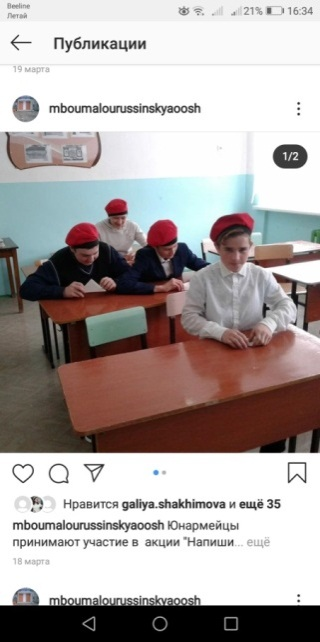 Beeline
Летай
21% 16:34
Публикации
19 марта
mboumalourussinskyaoosh
1/2
Нравится galiya.shakhimova и ещё 35
mboumalourussinskyaoosh Юнармейцы
принимают участие в акции "Напиши... ещё
18 марта
mboumalourussinskyaoosh